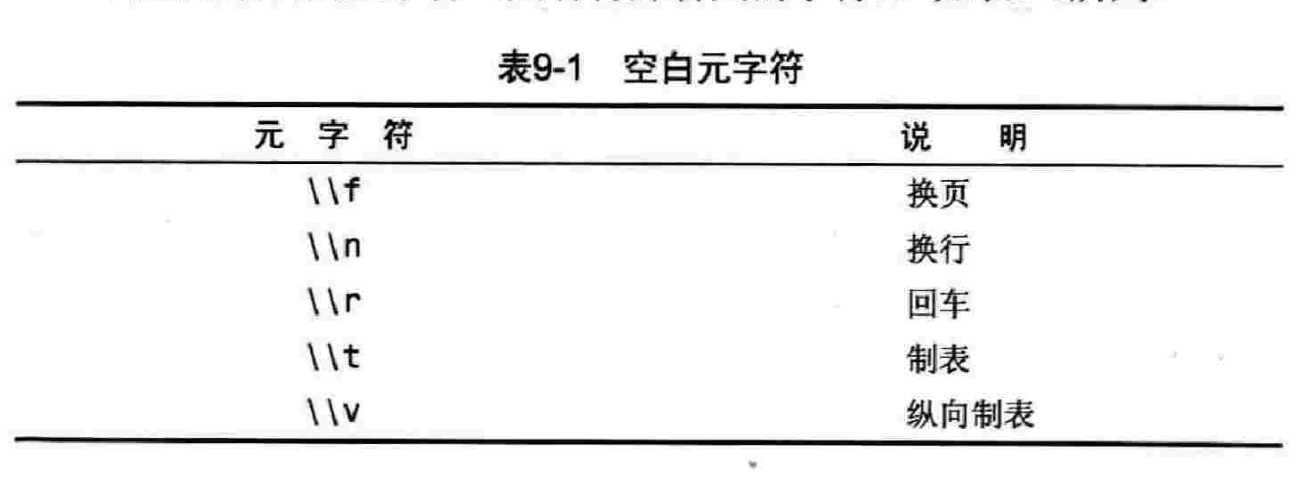 表9-1 空白元字符
元 字 符 说 明
\\f 换页
\\n 换行
\\r 回车
\\t 制表
\\v 纵向制表